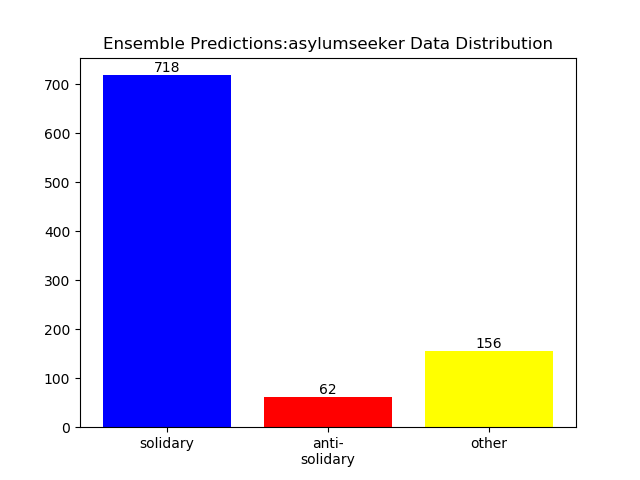 Ensemble Predictions:asylumseeker Data Distribution
718
700
600
500
400
300
200
100
0
62
156
solidary
anti-
solidary
other